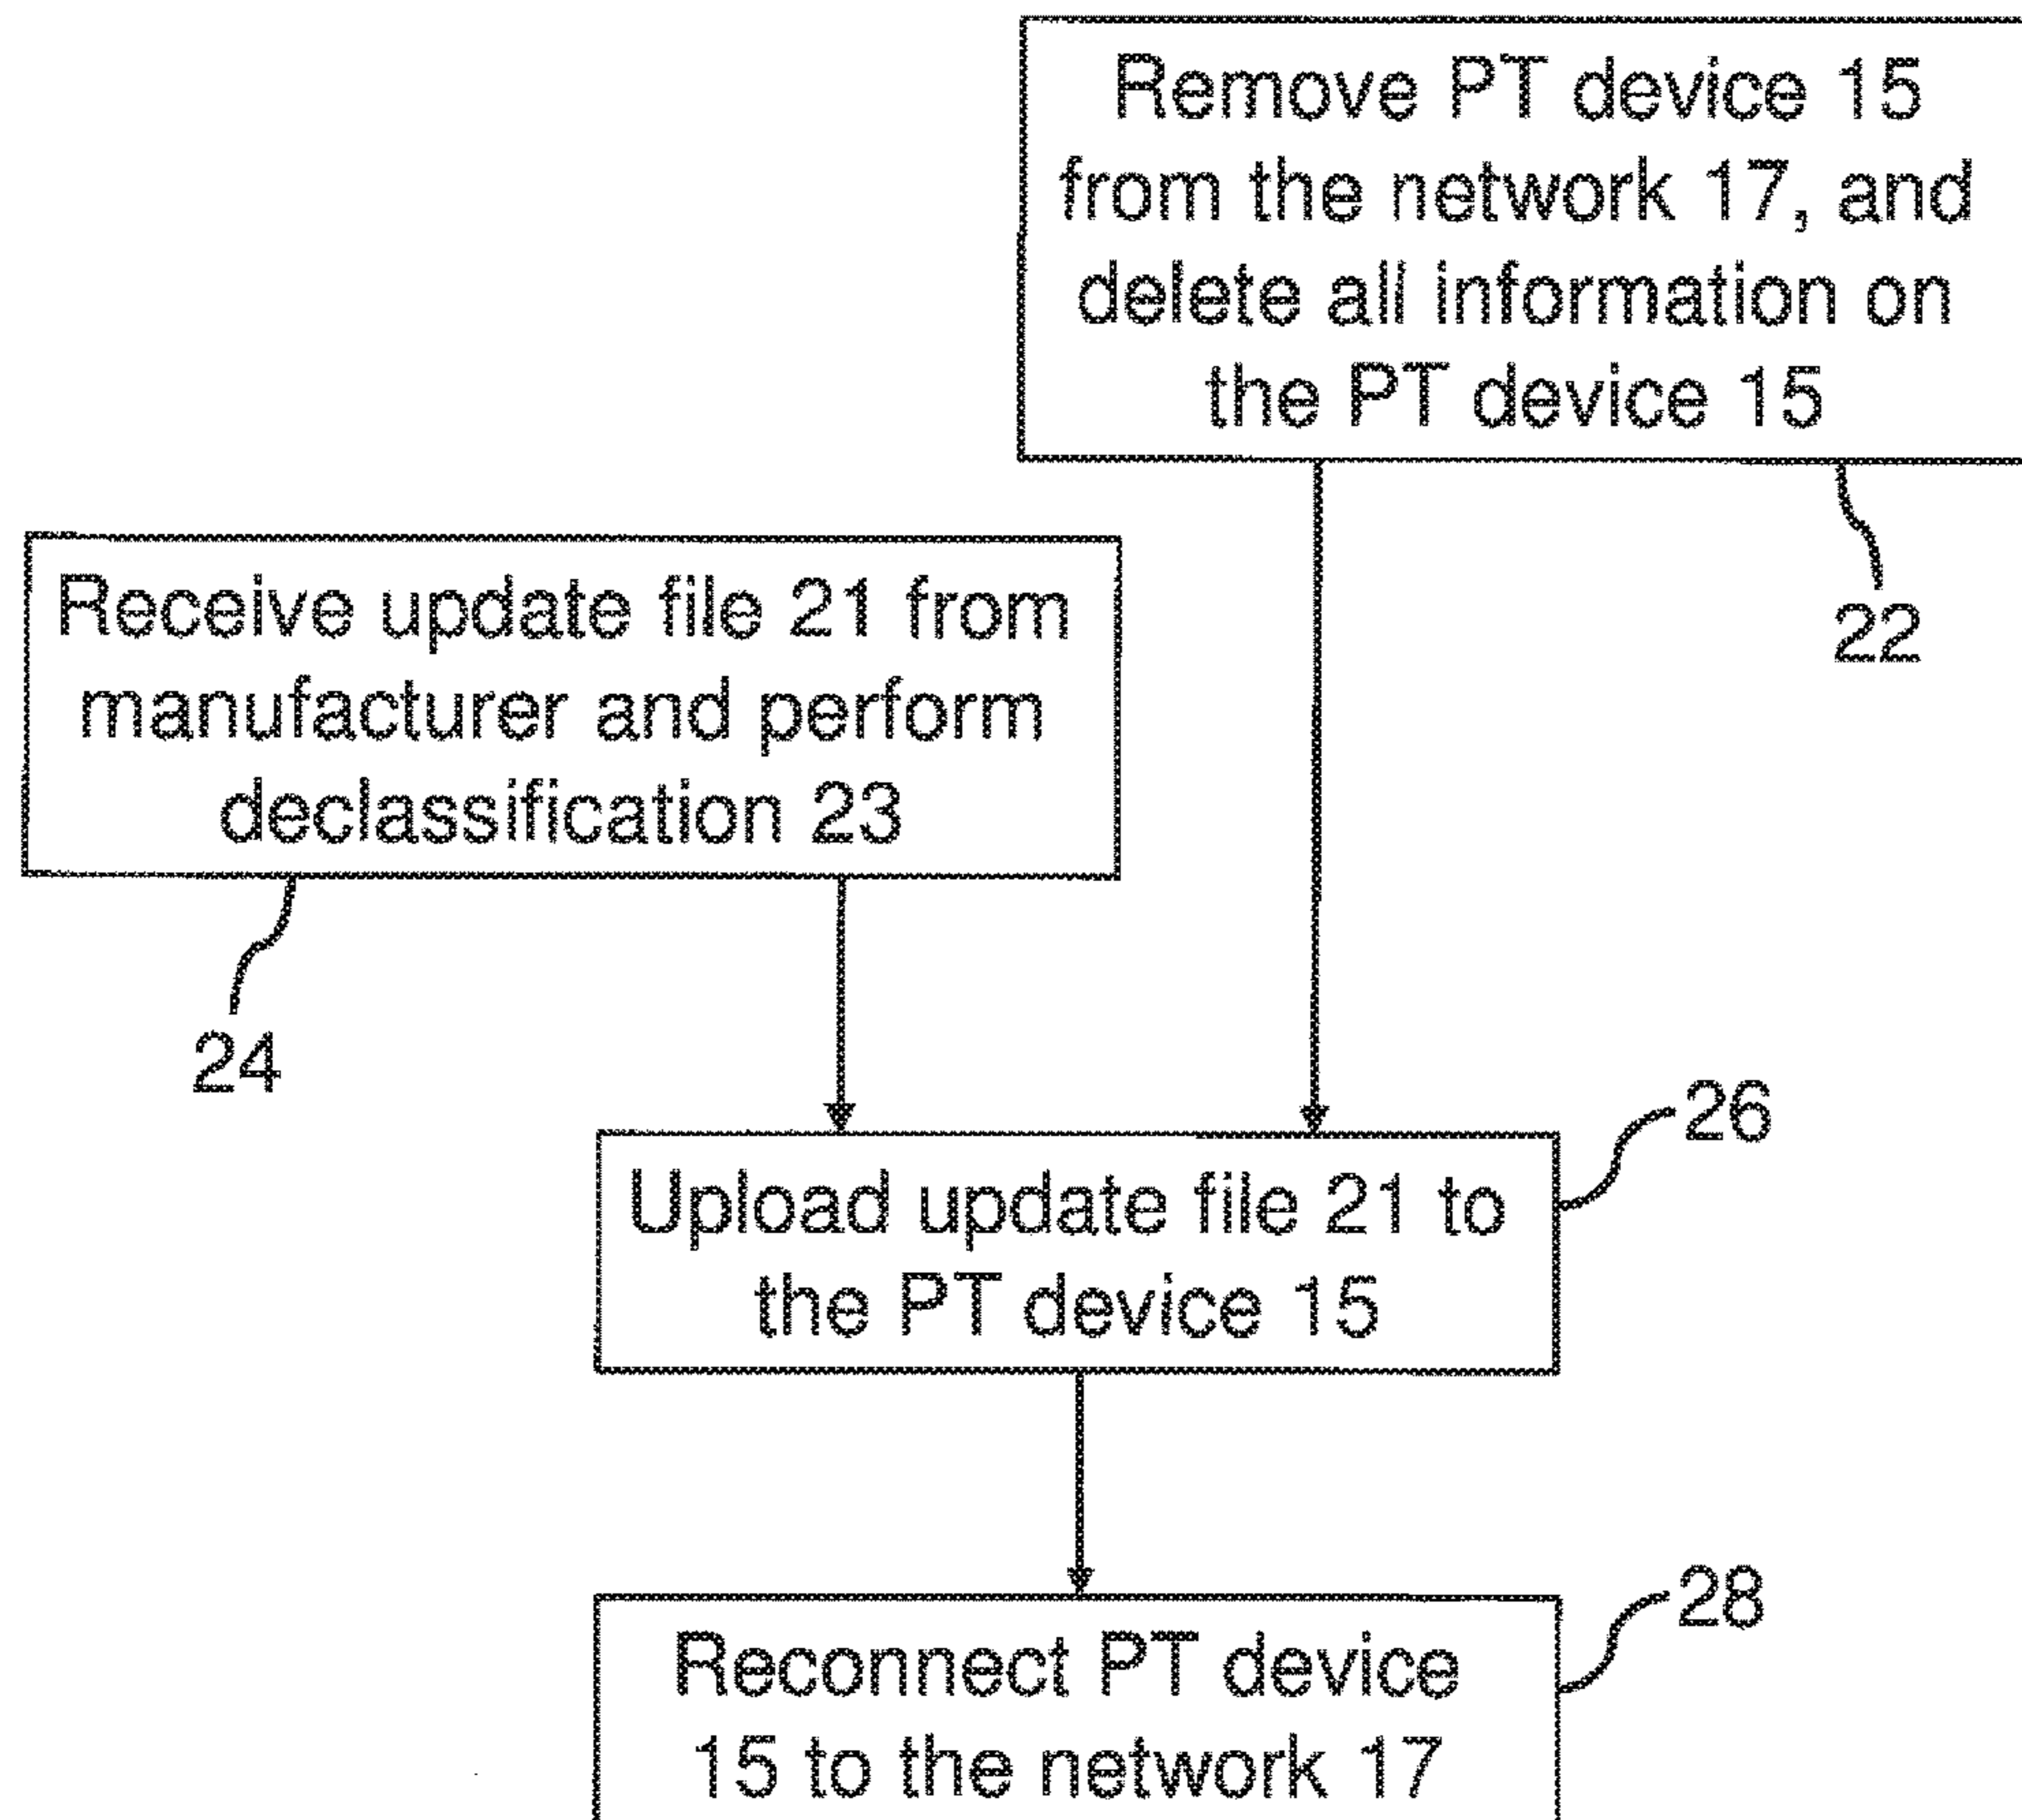 Remove PT device 15
from the network 17, and
delete all information on
the PT device 15
22
Receive update file 21 from
manufacturer and perform
declassification 23
24
26
Upload update file 21 to
the PT device 15
28
Reconnect PT device
15 to the network 17